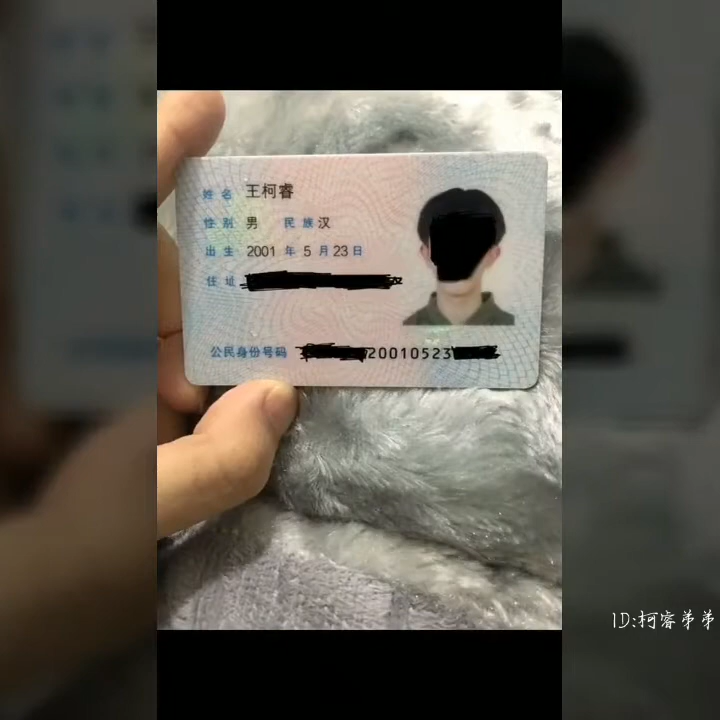 姓名 王柯睿
性别 男 民族 汉
出生 2001 年 5 月 23 日
住址
公民身份号码 20010523
ID:柯睿弟弟